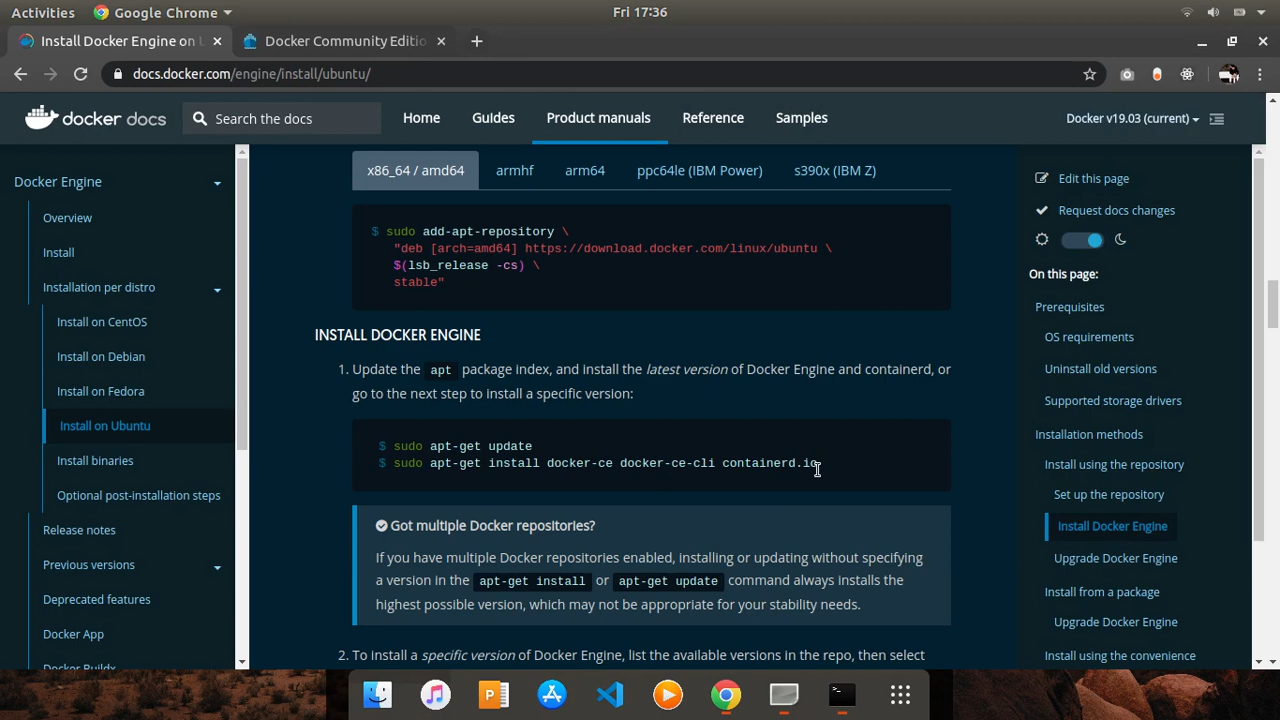 Activities
Google Chrome
Fri 17:36
Install Docker Engine on U
Docker Community Editio
docs.docker.com/engine/install/ubuntu/
docker docs
Search the docs
Home
Guides
Product manuals
Reference
Samples
Docker v19.03 (current)
Docker Engine
Overview
Install
Installation per distro
Install on CentOS
Install on Debian
Install on Fedora
Install on Ubuntu
Install binaries
Optional post-installation steps
Release notes
Previous versions
Deprecated features
Docker App
Docker Buildx
x86_64 / amd64
armhf
arm64
ppc64le (IBM Power)
s390x (IBM Z)
$ sudo add-apt-repository \
"deb [arch=amd64] https://download.docker.com/linux/ubuntu \
$(lsb_release -cs) \
stable"
INSTALL DOCKER ENGINE
1. Update the apt package index, and install the latest version of Docker Engine and containerd, or
go to the next step to install a specific version:
$ sudo apt-get update
$ sudo apt-get install docker-ce docker-ce-cli containerd.io
Got multiple Docker repositories?
If you have multiple Docker repositories enabled, installing or updating without specifying
a version in the apt-get install or apt-get update command always installs the
highest possible version, which may not be appropriate for your stability needs.
2. To install a specific version of Docker Engine, list the available versions in the repo, then select
Edit this page
Request docs changes
On this page:
Prerequisites
OS requirements
Uninstall old versions
Supported storage drivers
Installation methods
Install using the repository
Set up the repository
Install Docker Engine
Upgrade Docker Engine
Install from a package
Upgrade Docker Engine
Install using the convenience